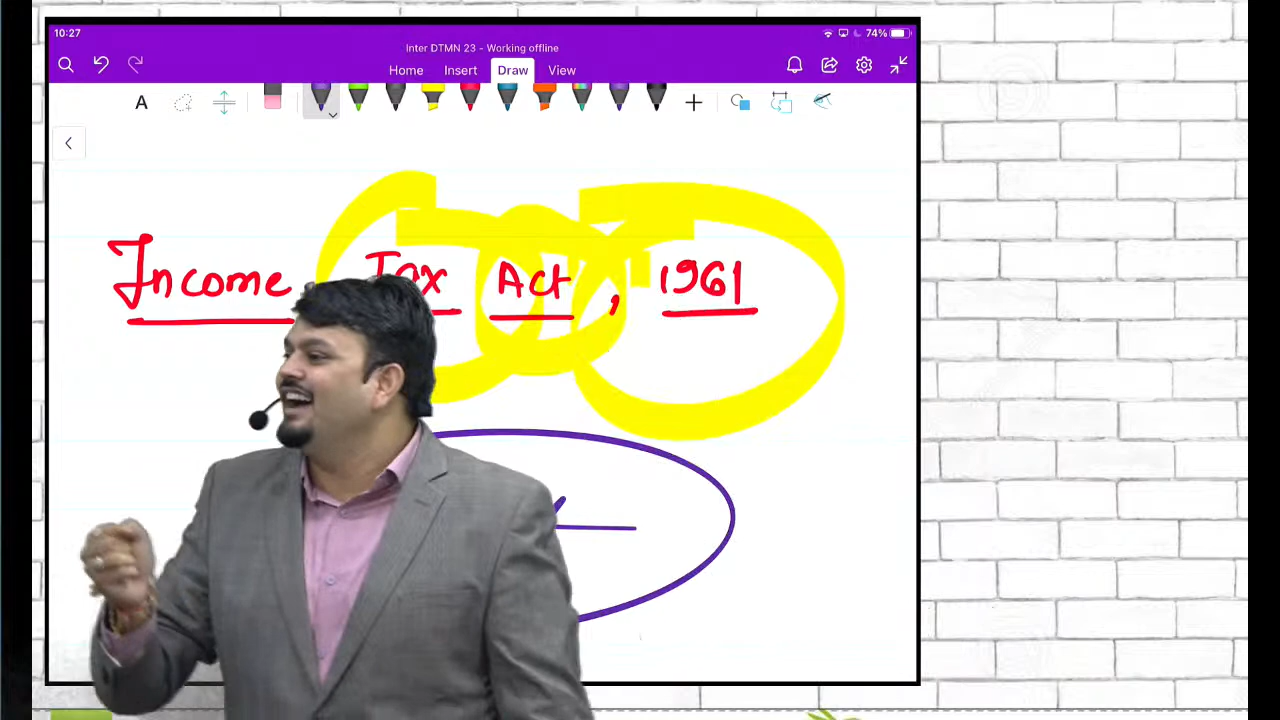 10:27
74%
Inter DTMN 23 - Working offline
Home Insert Draw View
A
Income Tax Act, 1961